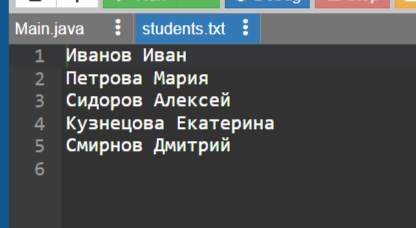 Main.java
students.txt
1 Иванов Иван
2 Петрова Мария
3 Сидоров Алексей
4 Кузнецова Екатерина
5 Смирнов Дмитрий
6